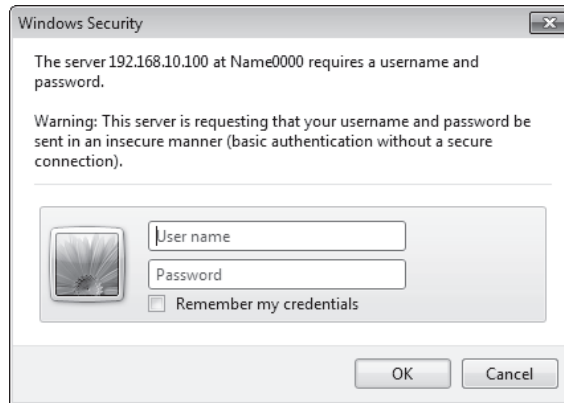 Windows Security
The server 192.168.10.100 at Name0000 requires a username and
password.
Warning: This server is requesting that your username and password be
sent in an insecure manner (basic authentication without a secure
connection).
User name
Password
Remember my credentials
OK Cancel